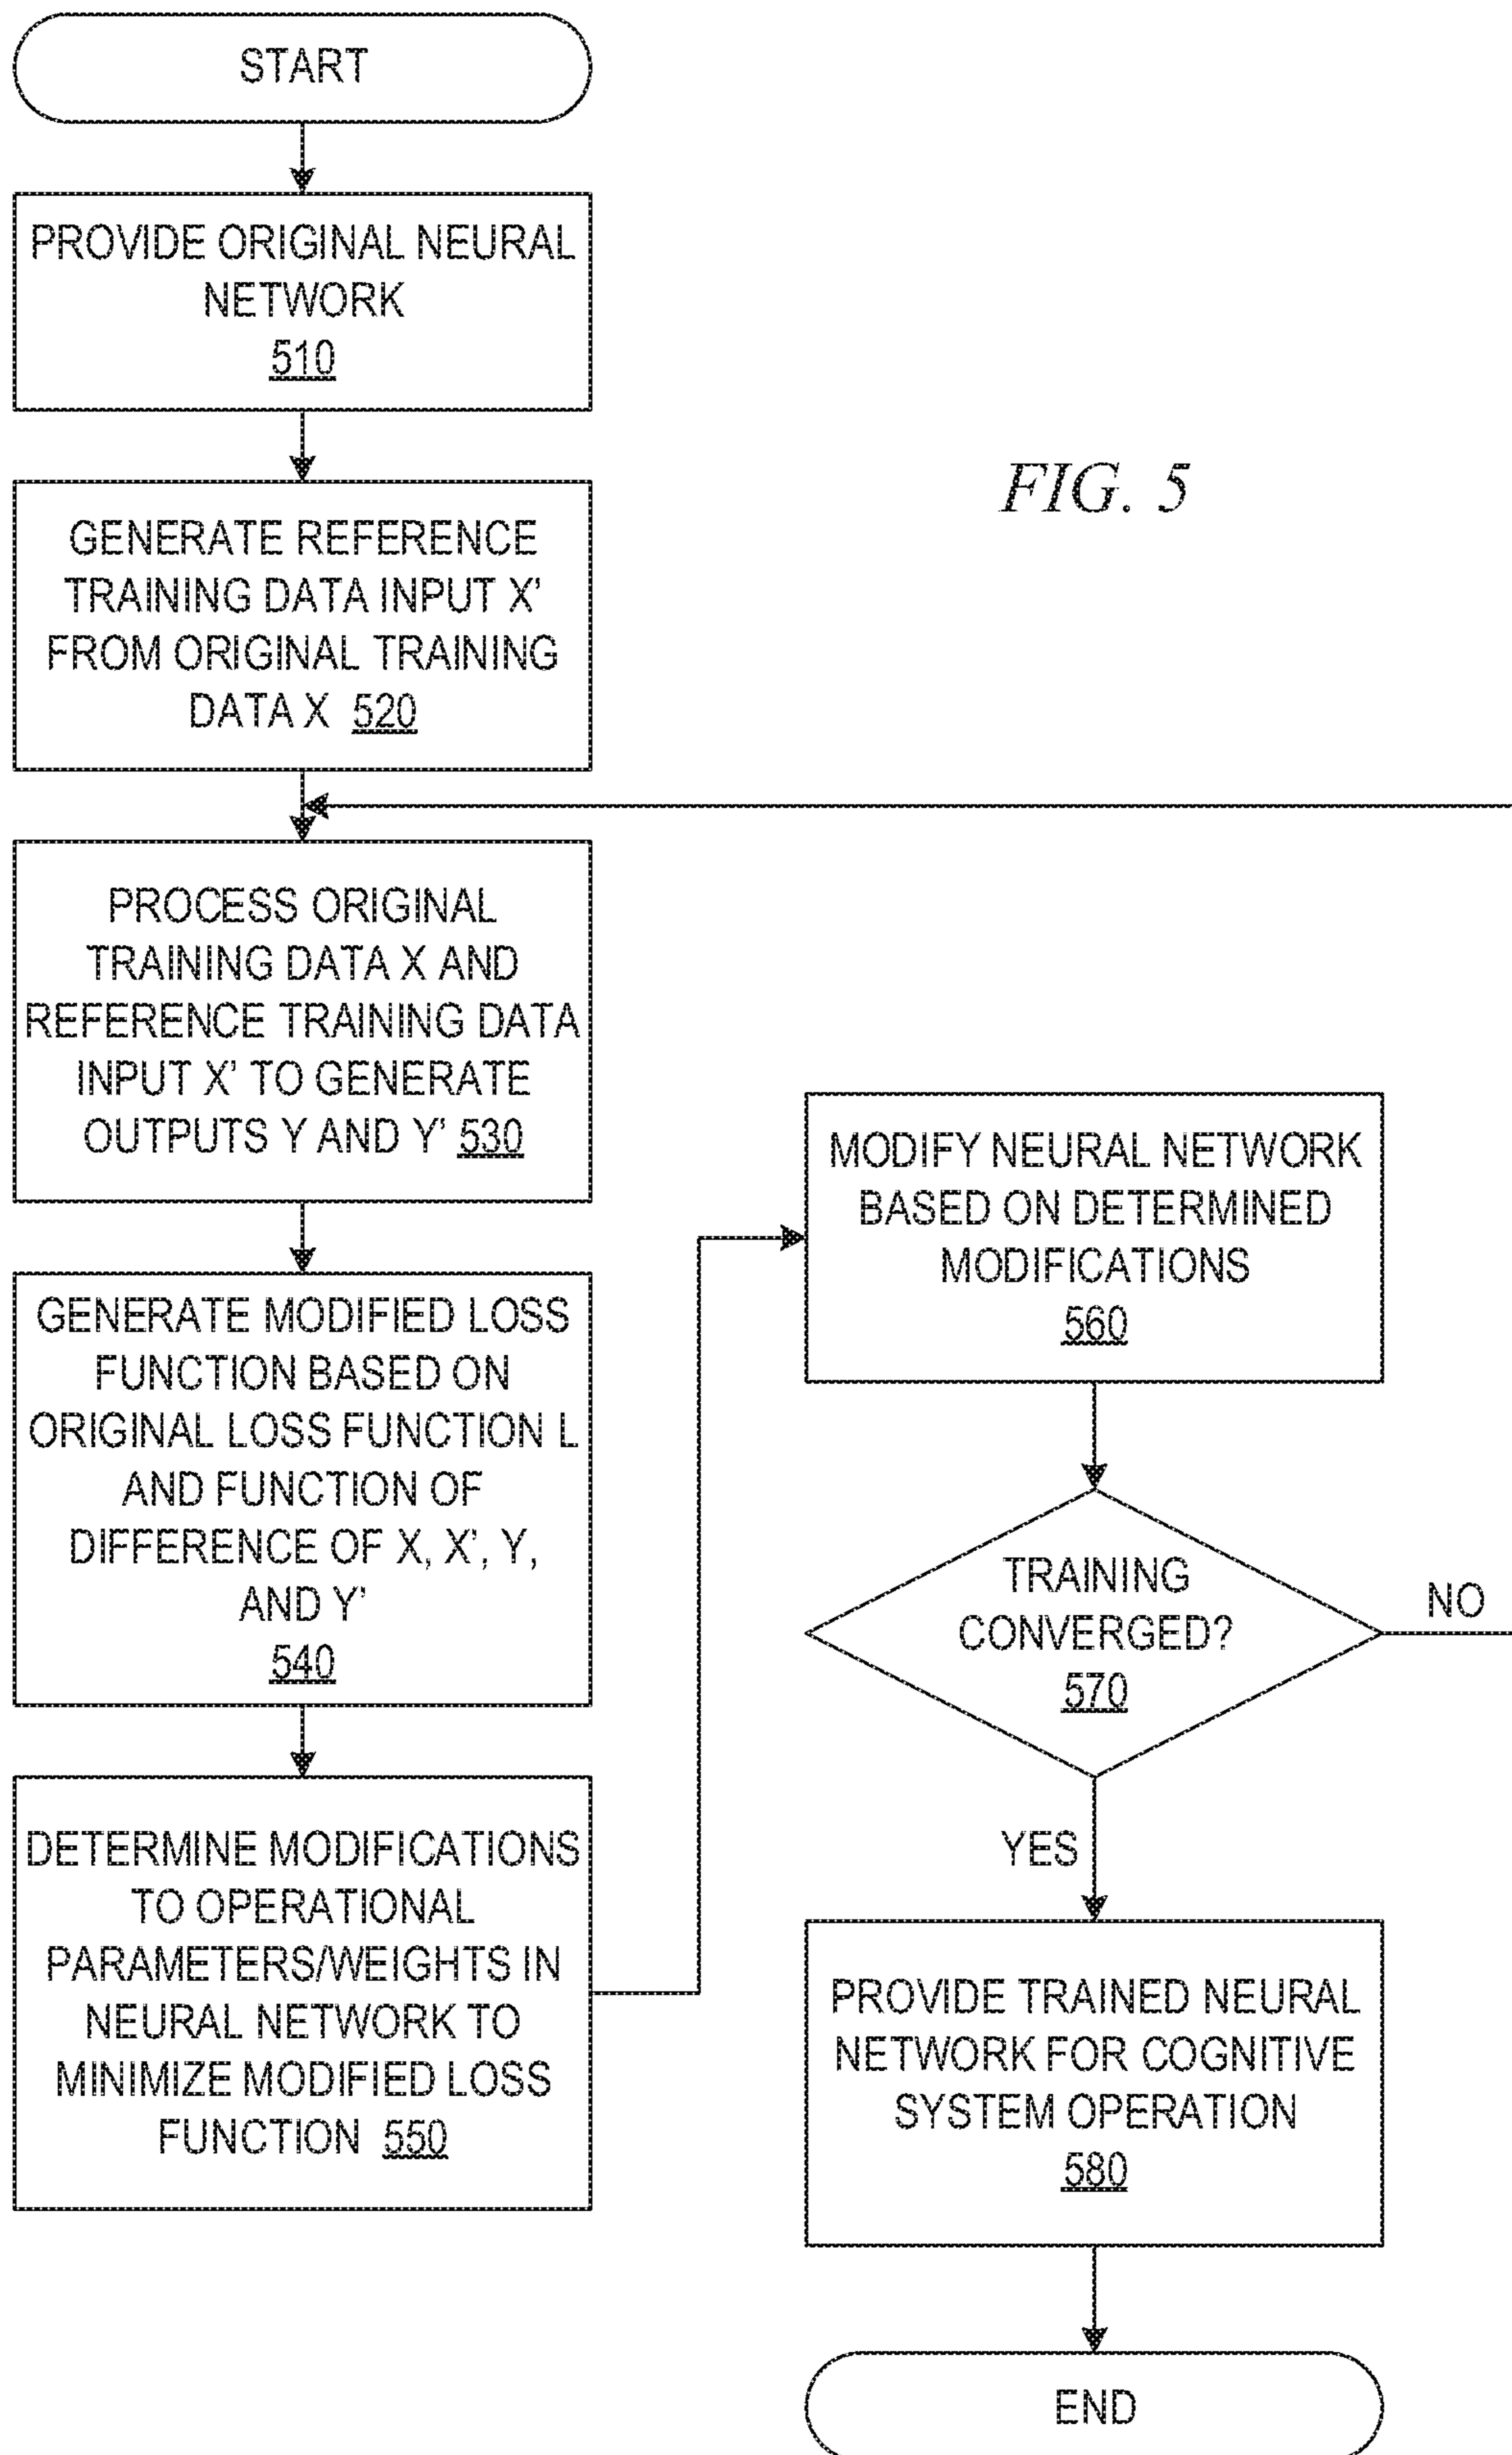 START
PROVIDE ORIGINAL NEURAL
NETWORK
510
GENERATE REFERENCE
TRAINING DATA INPUT X'
FROM ORIGINAL TRAINING
DATA X 520
PROCESS ORIGINAL
TRAINING DATA X AND
REFERENCE TRAINING DATA
INPUT X' TO GENERATE
OUTPUTS Y AND Y' 530
GENERATE MODIFIED LOSS
FUNCTION BASED ON
ORIGINAL LOSS FUNCTION L
AND FUNCTION OF
DIFFERENCE OF X, X', Y,
AND Y'
540
DETERMINE MODIFICATIONS
TO OPERATIONAL
PARAMETERS/WEIGHTS IN
NEURAL NETWORK TO
MINIMIZE MODIFIED LOSS
FUNCTION 550
FIG. 5
MODIFY NEURAL NETWORK
BASED ON DETERMINED
MODIFICATIONS
560
TRAINING
CONVERGED?
570
NO
YES
PROVIDE TRAINED NEURAL
NETWORK FOR COGNITIVE
SYSTEM OPERATION
580
END